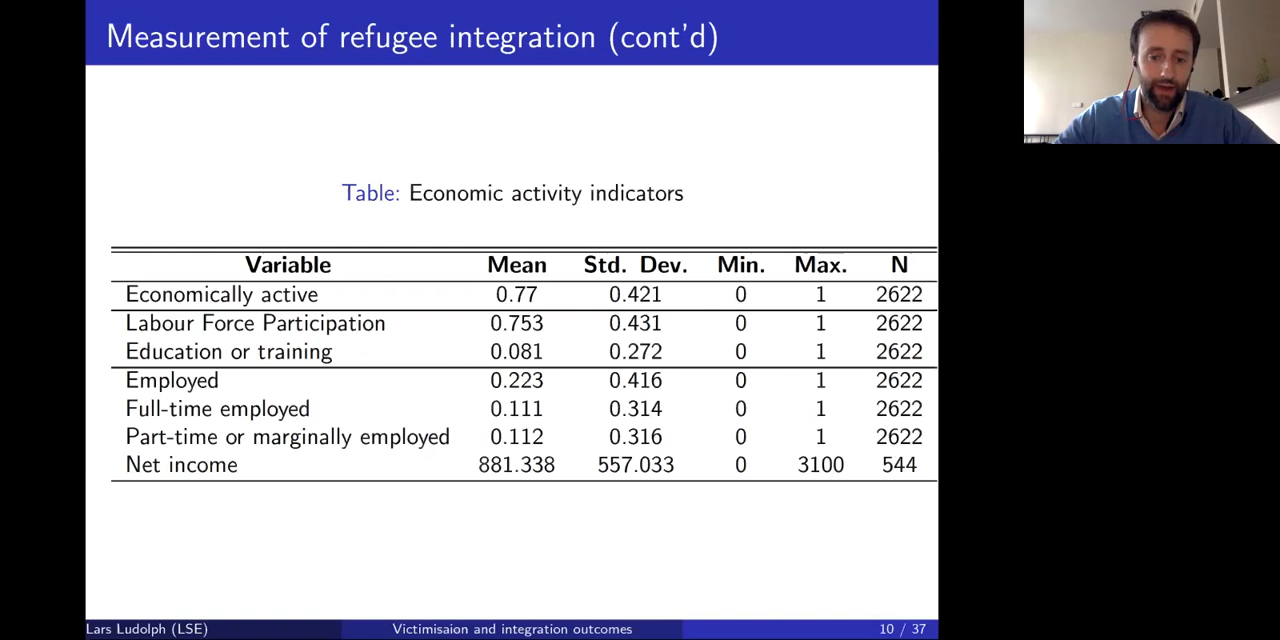 Measurement of refugee integration (cont'd)
Table: Economic activity indicators
Variable Mean Std. Dev. Min. Max. N
Economically active 0.77 0.421 0 1 2622
Labour Force Participation 0.753 0.431 0 1 2622
Education or training 0.081 0.272 0 1 2622
Employed 0.223 0.416 0 1 2622
Full-time employed 0.111 0.314 0 1 2622
Part-time or marginally employed 0.112 0.316 0 1 2622
Net income 881.338 557.033 0 3100 544
Lars Ludolph (LSE) Victimisaion and integration outcomes 10 / 37